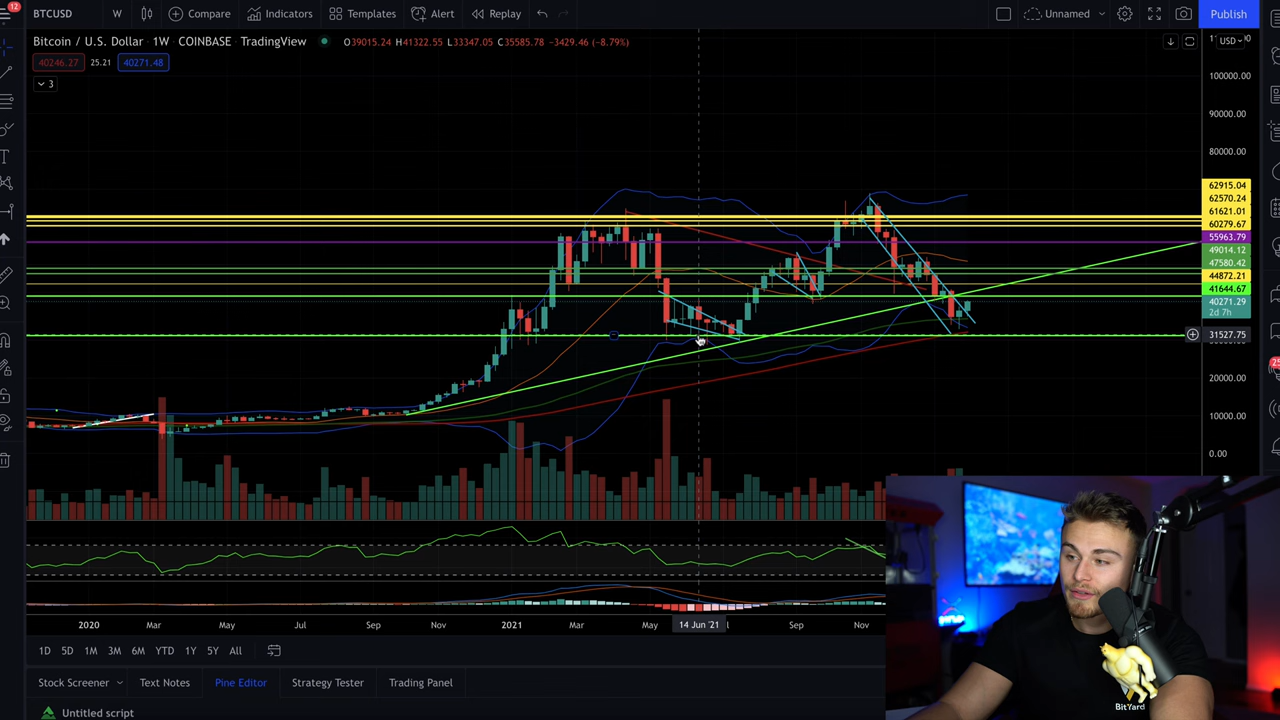 12
BTCUSD W Compare Indicators Templates Alert Replay Unnamed Publish
Bitcoin / U.S. Dollar · 1W COINBASE · TradingView O39015.24 H41322.55 L33347.05 C35585.78 −3429.46 (−8.79%) USD
40246.27 25.21 40271.48
3
100000.00
90000.00
80000.00
62915.04
62570.24
61621.01
60279.67
55963.79
49014.12
47580.42
44872.21
41644.67
40271.29
2d 7h
31527.75
20000.00
10000.00
0.00
2020 Mar May Jul Sep Nov 2021 Mar May 14 Jun '21 Sep Nov
1D 5D 1M 3M 6M YTD 1Y 5Y All
Stock Screener Text Notes Pine Editor Strategy Tester Trading Panel
Untitled script
BitYard